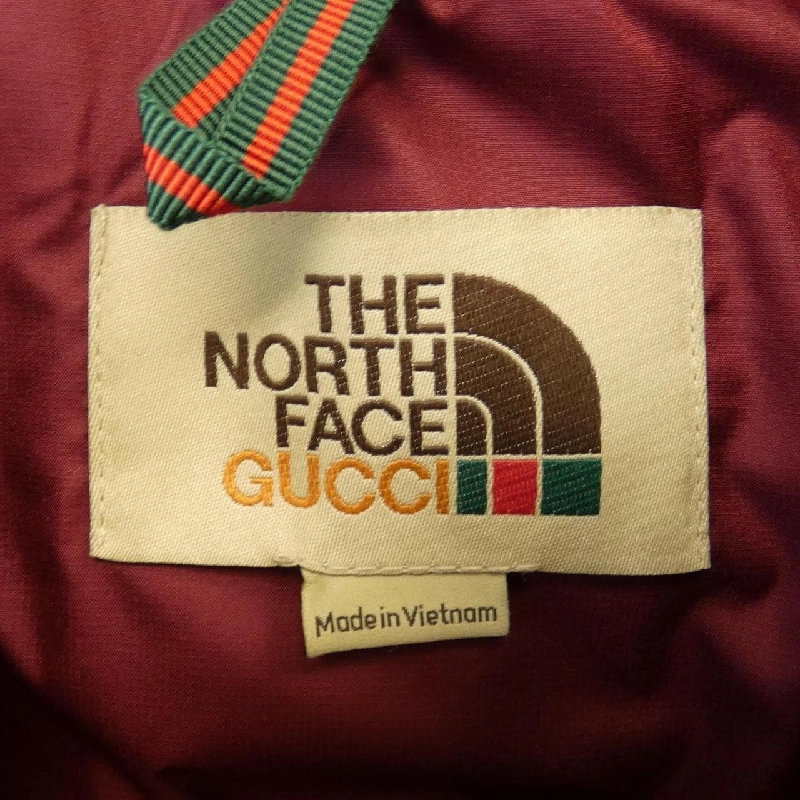 THE
NORTH
FACE
GUCCI
Made in Vietnam